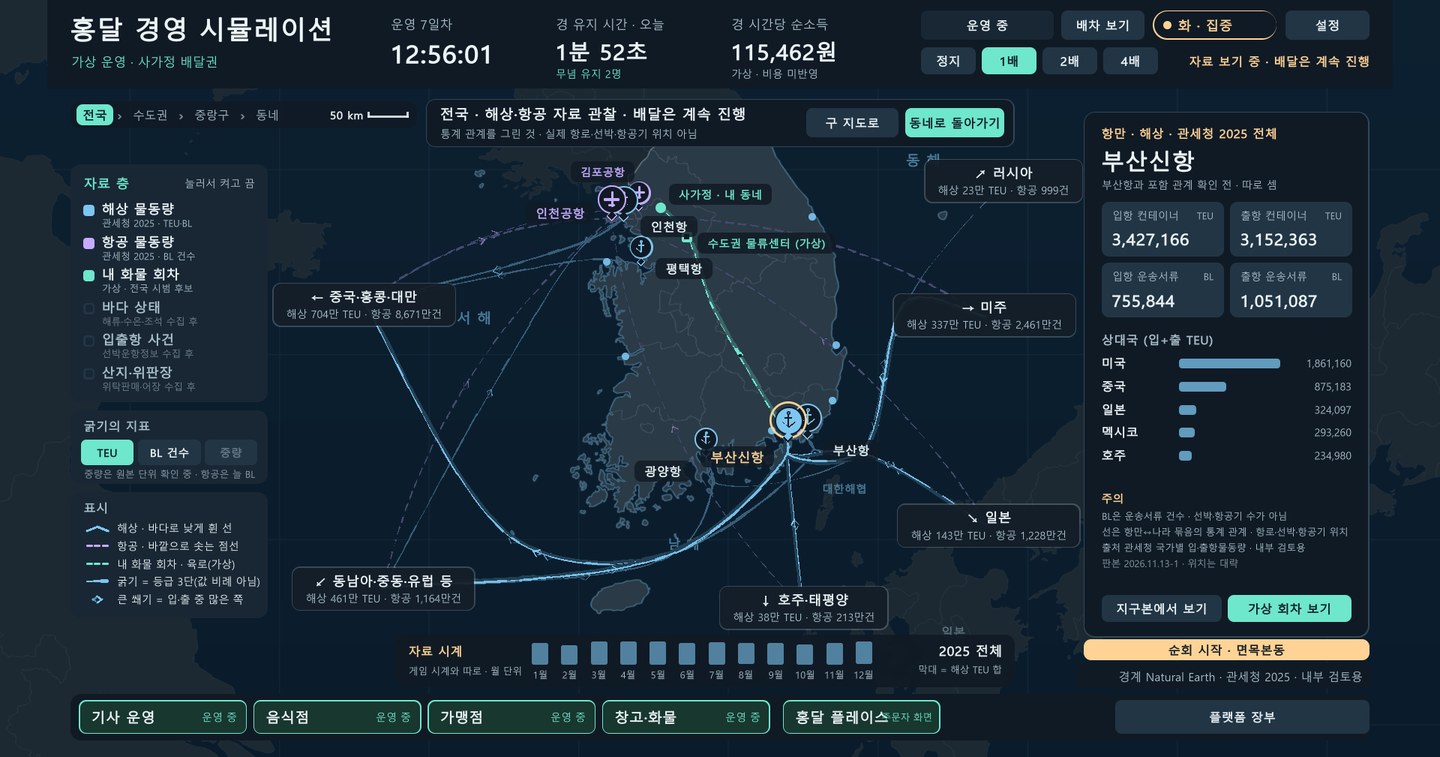 홍달 경영 시뮬레이션
가상 운영 · 사가정 배달권
운영 7일차
12:56:01
경 유지 시간 · 오늘
1분 52초
무념 유지 2명
경 시간당 순소득
115,462원
가상 · 비용 미반영
운영 중
배차 보기
화 · 집중
설정
정지
1배
2배
4배
자료 보기 중 · 배달은 계속 진행
전국 › 수도권 › 중랑구 › 동네
50 km
전국 · 해상·항공 자료 관찰 · 배달은 계속 진행
통계 관계를 그린 것 · 실제 항로·선박·항공기 위치 아님
구 지도로
동네로 돌아가기
자료 층
눌러서 켜고 끔
해상 물동량
관세청 2025 · TEU·BL
항공 물동량
관세청 2025 · BL 건수
내 화물 회차
가상 · 전국 시범 후보
바다 상태
해류·수온·조석 수집 후
입출항 사건
선박운항정보 수집 후
산지·위판장
위탁판매·어장 수집 후
굵기의 지표
TEU
BL 건수
중량
중량은 원본 단위 확인 중 · 항공은 늘 BL
표시
해상 · 바다로 낮게 휜 선
항공 · 바깥으로 솟는 점선
내 화물 회차 · 육로(가상)
굵기 = 등급 3단(값 비례 아님)
큰 쐐기 = 입·출 중 많은 쪽
동 해
↗ 러시아
해상 23만 TEU · 항공 999건
김포공항
인천공항
사가정 · 내 동네
인천항
수도권 물류센터 (가상)
평택항
← 중국·홍콩·대만
해상 704만 TEU · 항공 8,671만건
서 해
→ 미주
해상 337만 TEU · 항공 2,461만건
부산신항
부산항
광양항
대한해협
↘ 일본
해상 143만 TEU · 항공 1,228만건
남
↙ 동남아·중동·유럽 등
해상 461만 TEU · 항공 1,164만건
↓ 호주·태평양
해상 38만 TEU · 항공 213만건
일본
자료 시계
게임 시계와 따로 · 월 단위
1월 2월 3월 4월 5월 6월 7월 8월 9월 10월 11월 12월
2025 전체
막대 = 해상 TEU 합
항만 · 해상 · 관세청 2025 전체
부산신항
부산항과 포함 관계 확인 전 · 따로 셈
입항 컨테이너 TEU
3,427,166
출항 컨테이너 TEU
3,152,363
입항 운송서류 BL
755,844
출항 운송서류 BL
1,051,087
상대국 (입+출 TEU)
미국 1,861,160
중국 875,183
일본 324,097
멕시코 293,260
호주 234,980
주의
BL은 운송서류 건수 · 선박·항공기 수가 아님
선은 항만↔나라 묶음의 통계 관계 · 항로·선박·항공기 위치
출처 관세청 국가별 입·출항물동량 · 내부 검토용
판본 2026.11.13-1 · 위치는 대략
지구본에서 보기
가상 회차 보기
순회 시작 · 면목본동
경계 Natural Earth · 관세청 2025 · 내부 검토용
기사 운영 운영 중
음식점 운영 중
가맹점 운영 중
창고·화물 운영 중
홍달 플레이스 주문자 화면
플랫폼 장부